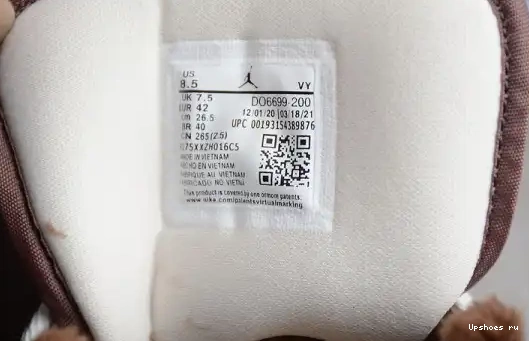 US
8.5
VY
UK 7.5
EUR 42
cm 26.5
BR 40
CN 265(2.5)
DO6699-200
12/01/20 | 03/18/21
UPC 00193154389876
075XXZH016C5
MADE IN VIETNAM
HECHO EN VIETNAM
FABRIQUE AU VIETNAM
FABRICADO NO VIETNÃ
This product is covered by one or more patents.
www.nike.com/patentsvirtualmarking
Upshoes ru